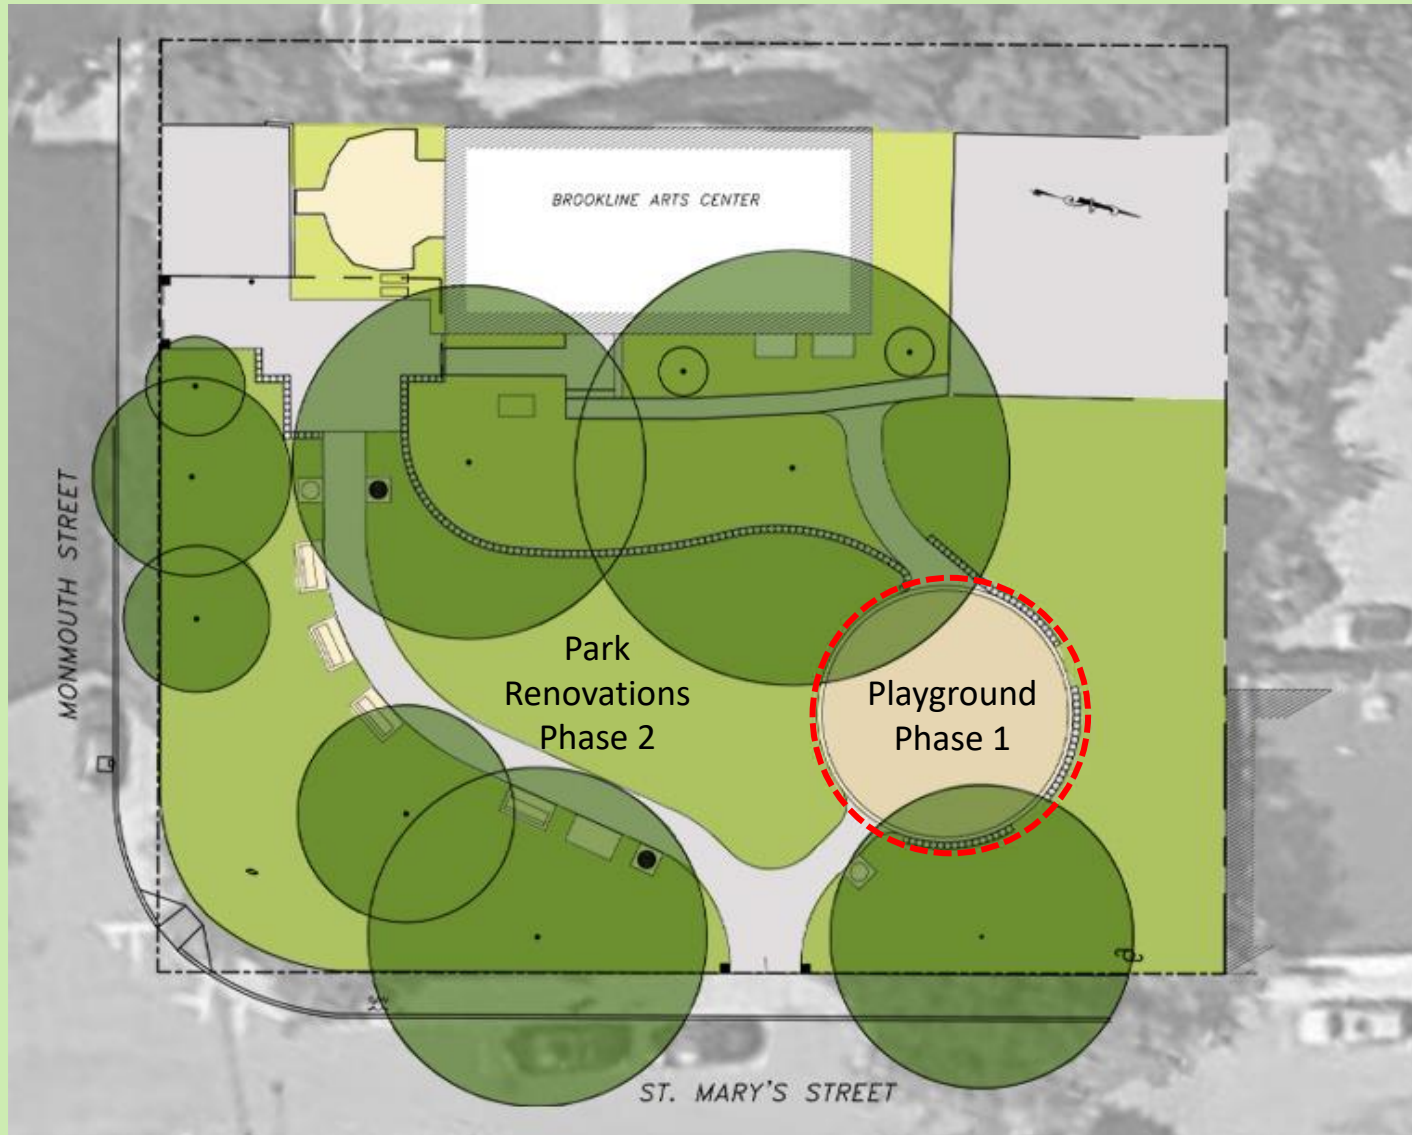 BROOKLINE ARTS CENTER
MONMOUTH STREET
Park
Renovations
Phase 2
Playground
Phase 1
ST. MARY'S STREET